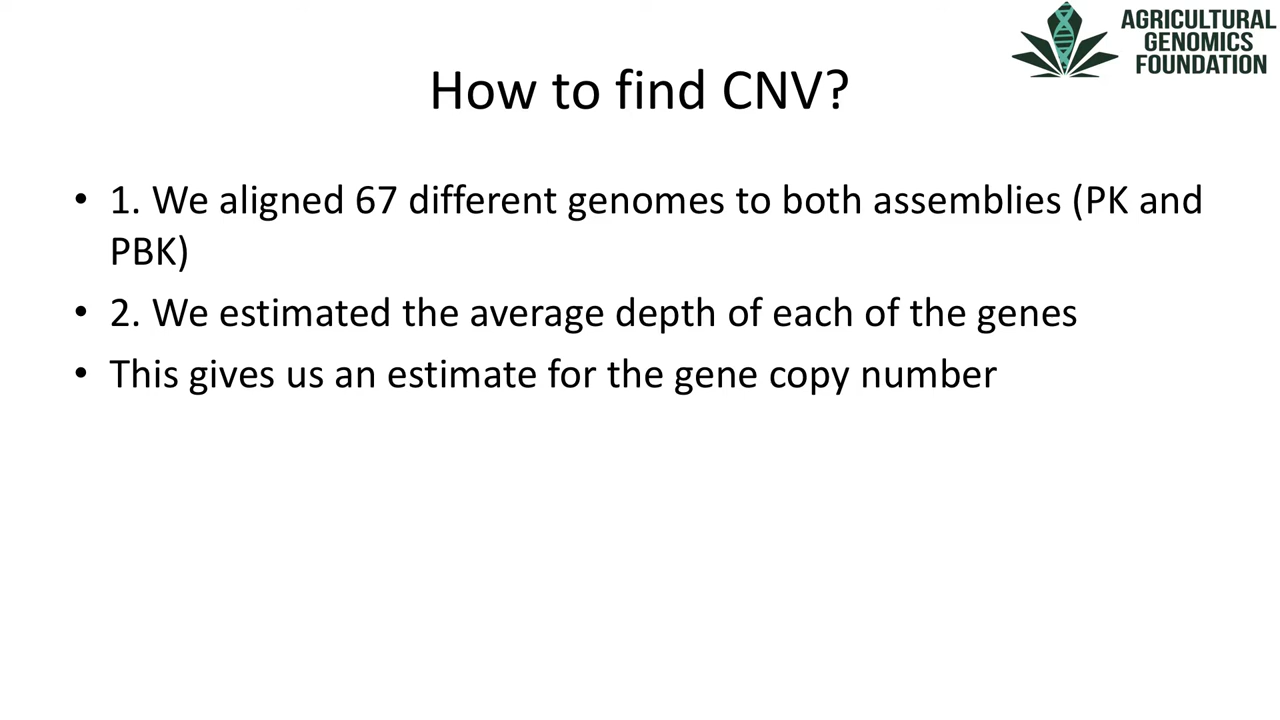 AGRICULTURAL
GENOMICS
FOUNDATION
How to find CNV?
• 1. We aligned 67 different genomes to both assemblies (PK and
PBK)
• 2. We estimated the average depth of each of the genes
• This gives us an estimate for the gene copy number